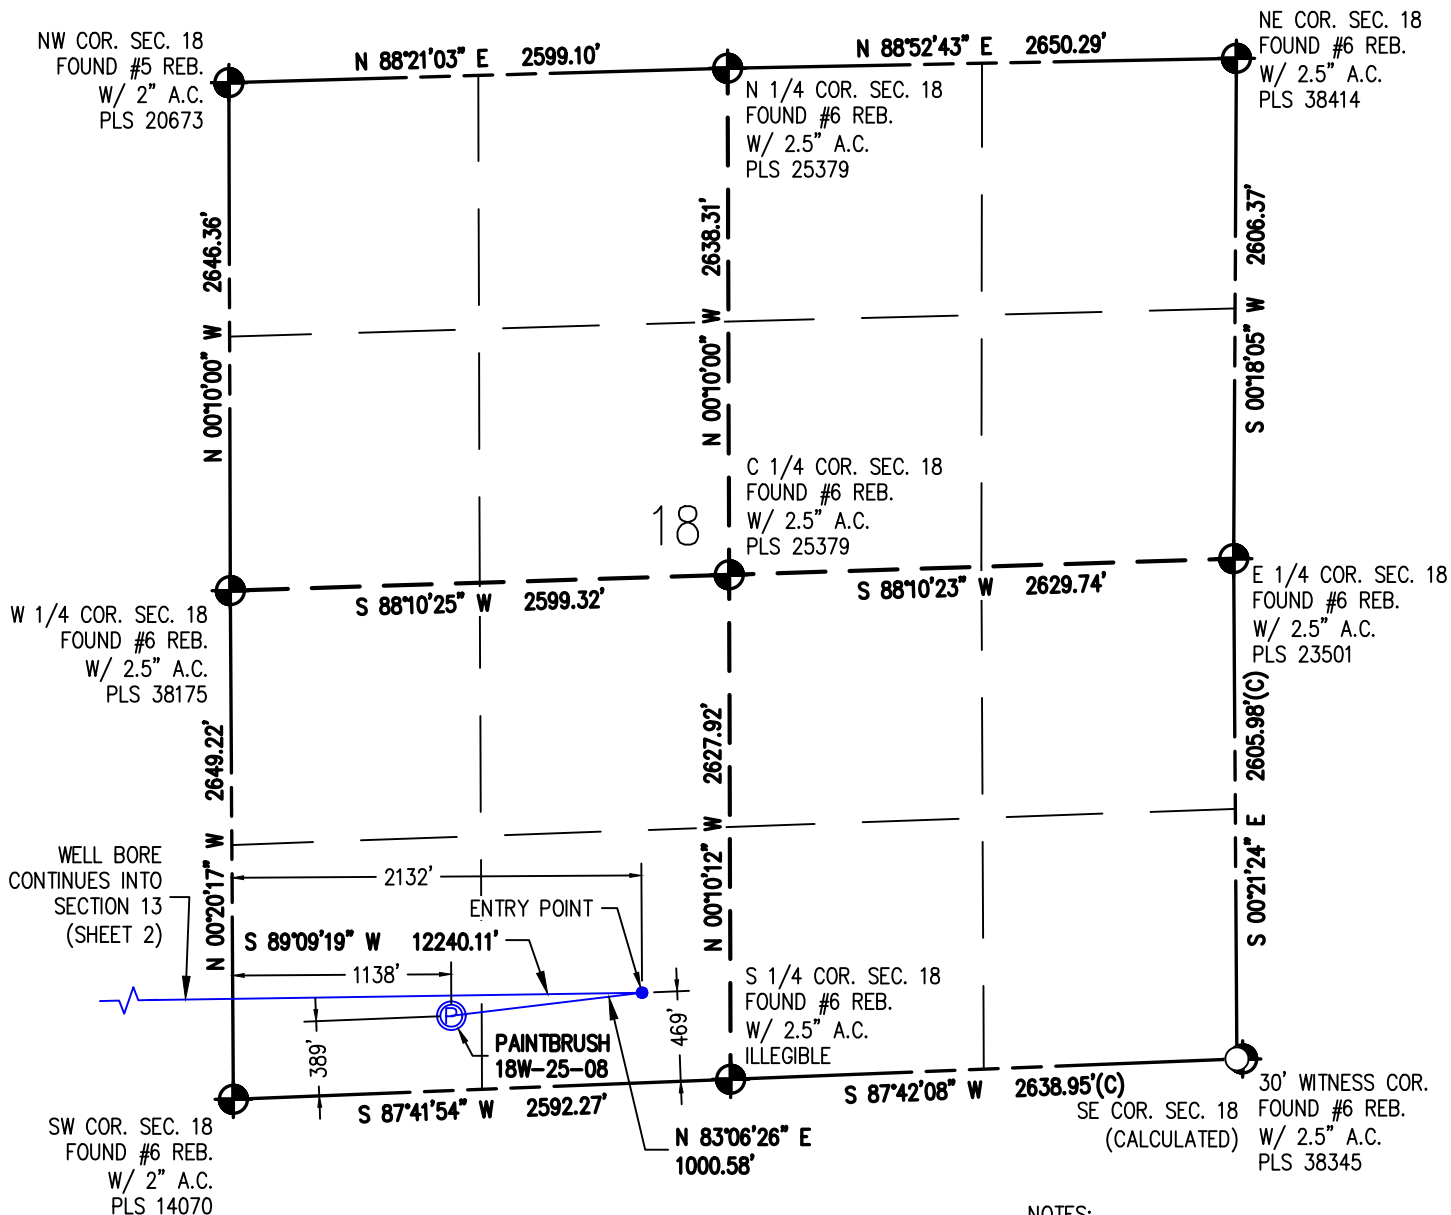 NW COR. SEC. 18
FOUND #5 REB.
W/ 2" A.C.
PLS 20673
N 88°21'03" E 2599.10'
N 88°52'43" E 2650.29'
NE COR. SEC. 18
FOUND #6 REB.
W/ 2.5" A.C.
PLS 38414
N 1/4 COR. SEC. 18
FOUND #6 REB.
W/ 2.5" A.C.
PLS 25379
N 00°10'00" W 2646.36'
N 00°10'00" W 2638.31'
S 00°18'05" W 2606.37'
C 1/4 COR. SEC. 18
FOUND #6 REB.
W/ 2.5" A.C.
PLS 25379
18
S 88°10'25" W 2599.32'
S 88°10'23" W 2629.74'
E 1/4 COR. SEC. 18
FOUND #6 REB.
W/ 2.5" A.C.
PLS 23501
W 1/4 COR. SEC. 18
FOUND #6 REB.
W/ 2.5" A.C.
PLS 38175
N 00°20'17" W 2649.22'
N 00°10'12" W 2627.92'
S 00°21'24" E 2605.98'(C)
WELL BORE
CONTINUES INTO
SECTION 13
(SHEET 2)
2132'
ENTRY POINT
S 89°09'19" W 12240.11'
1138'
P
389'
469'
PAINTBRUSH
18W-25-08
S 1/4 COR. SEC. 18
FOUND #6 REB.
W/ 2.5" A.C.
ILLEGIBLE
S 87°41'54" W 2592.27'
S 87°42'08" W 2638.95'(C)
N 83°06'26" E
1000.58'
SW COR. SEC. 18
FOUND #6 REB.
W/ 2" A.C.
PLS 14070
SE COR. SEC. 18
(CALCULATED)
30' WITNESS COR.
FOUND #6 REB.
W/ 2.5" A.C.
PLS 38345
NOTES: